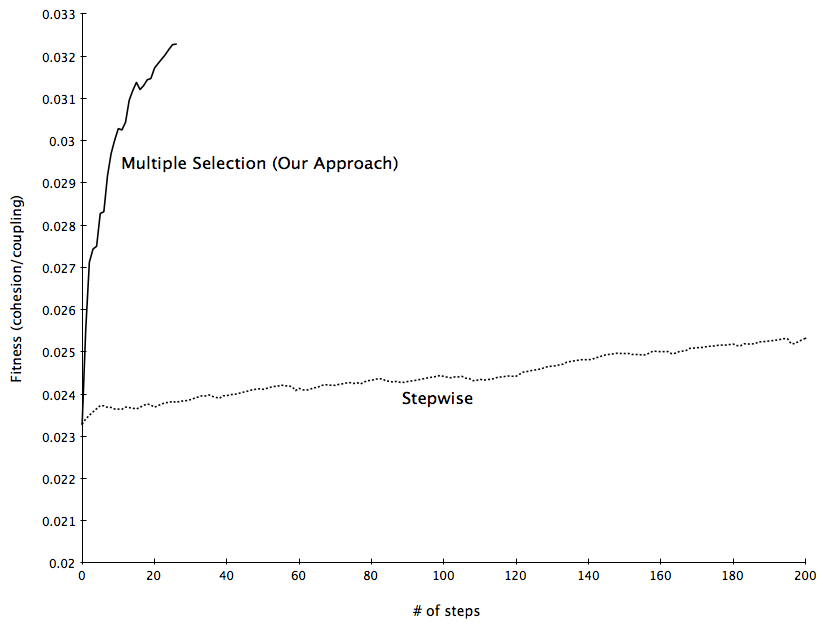 0.033
0.032
0.031
0.03
Multiple Selection (Our Approach)
0.029
0.028
0.027
0.026
0.025
0.024
Stepwise
0.023
0.022
0.021
0.02
Fitness (cohesion/coupling)
0 20 40 60 80 100 120 140 160 180 200
# of steps